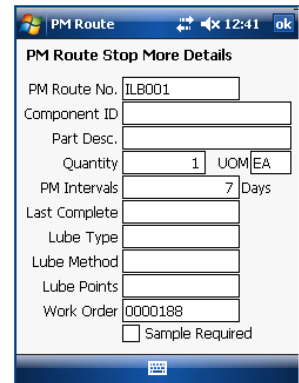 PM Route 12:41 ok
PM Route Stop More Details
PM Route No. ILB001
Component ID
Part Desc.
Quantity 1 UOM EA
PM Intervals 7 Days
Last Complete
Lube Type
Lube Method
Lube Points
Work Order 0000188
Sample Required